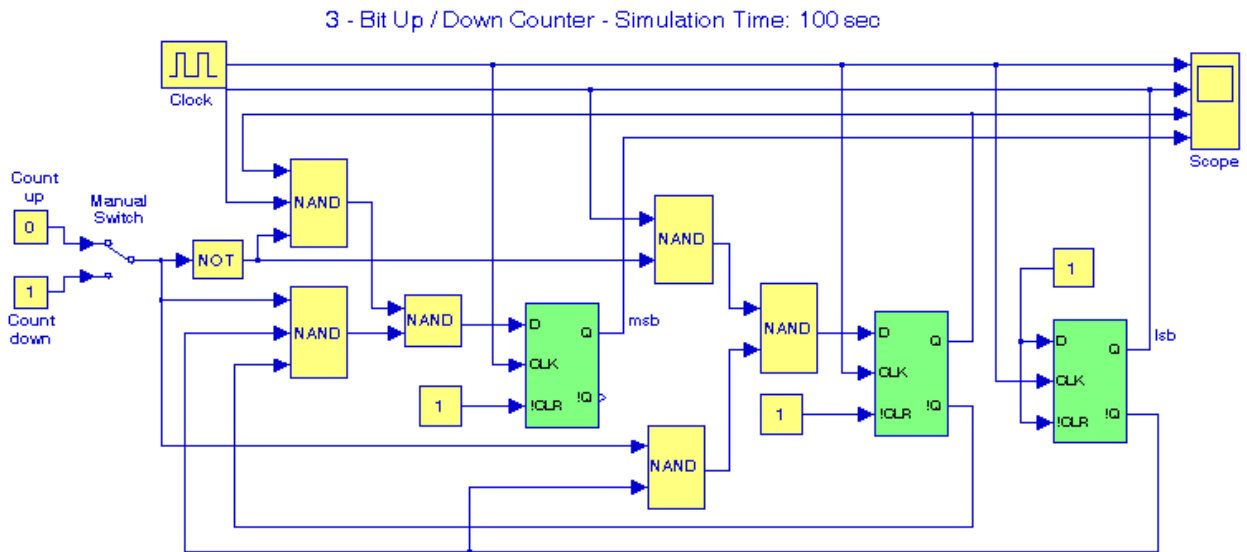 3 - Bit Up / Down Counter - Simulation Time: 100 sec
Clock
Scope
Count
up
0
Manual
Switch
1
Count
down
NOT
NAND
NAND
NAND
D
Q
CLK
!CLR
!Q
msb
1
NAND
NAND
NAND
1
D
Q
CLK
!CLR
!Q
1
D
Q
CLK
!CLR
!Q
lsb